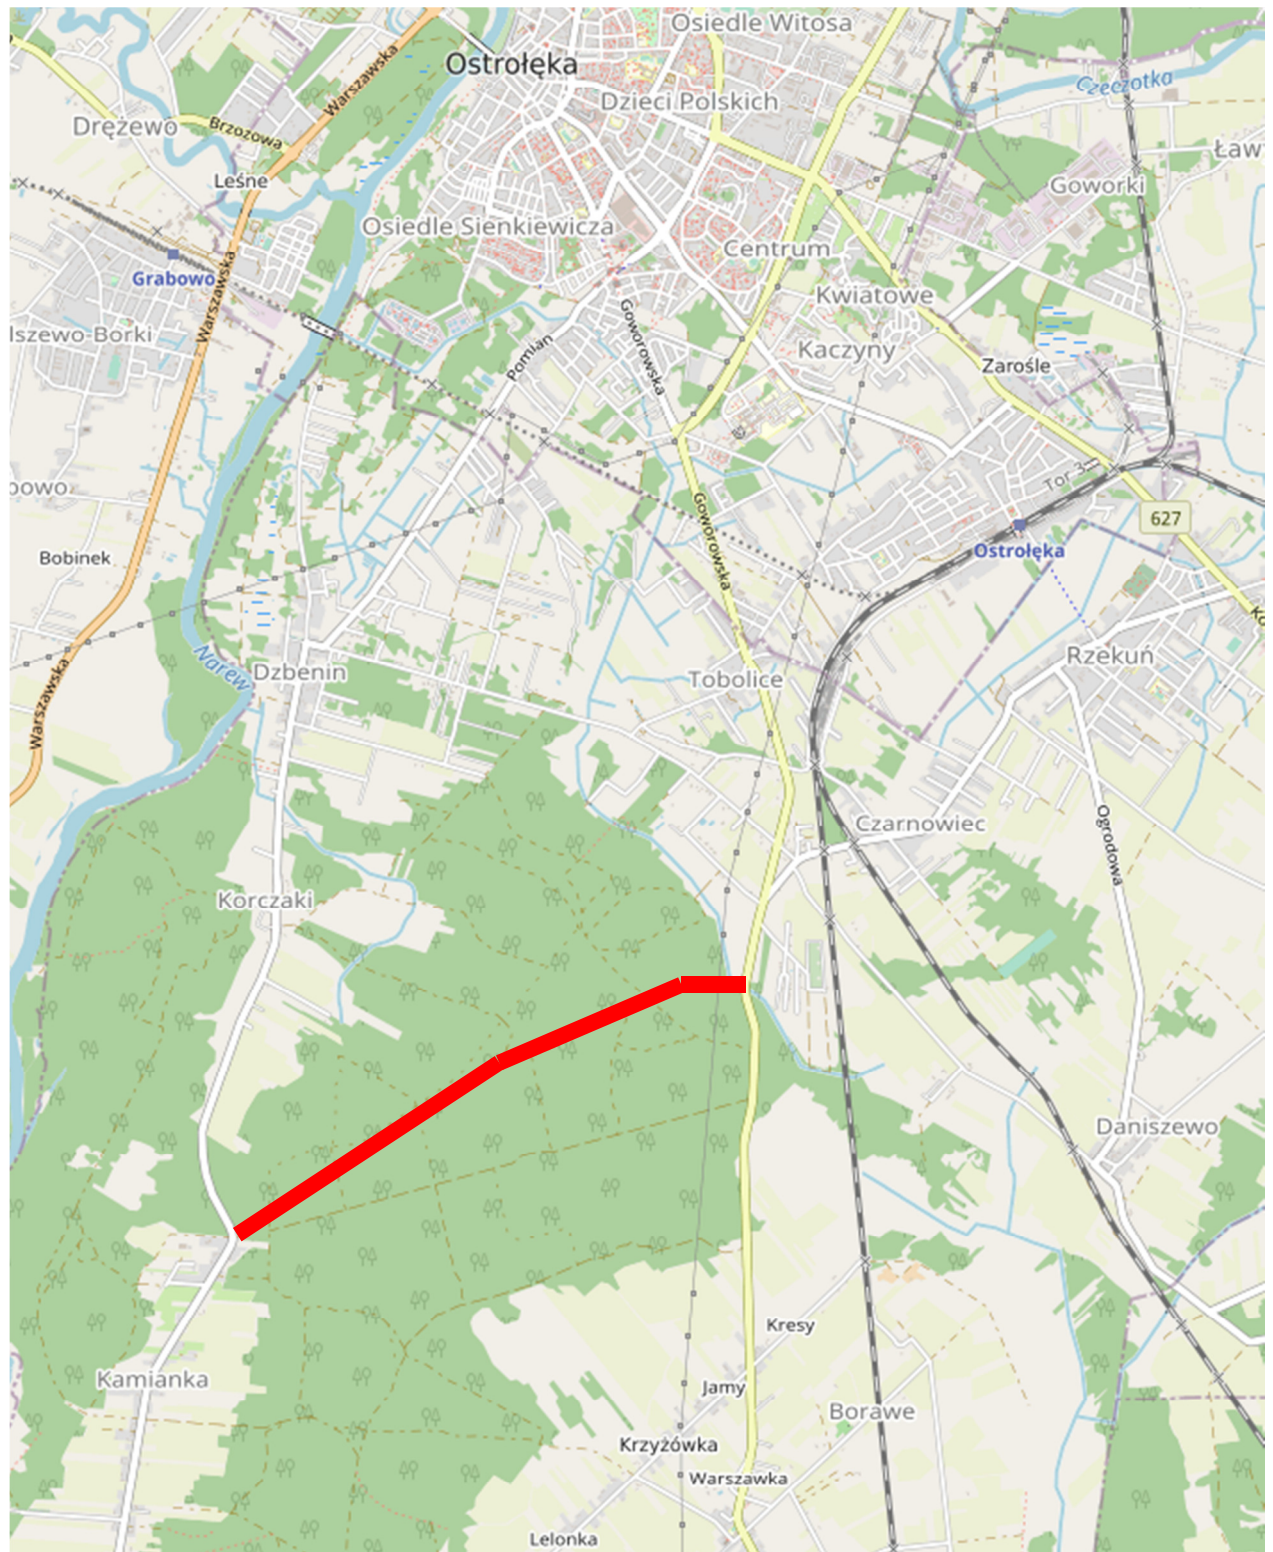 Osiedle Witosa
Warszawska
Ostrołęka
Czeczotka
Dzieci Polskich
Drężewo
Brzozowa
Ław
Leśne
Goworki
Osiedle Sienkiewicza
Centrum
Grabowo
Warszawska
Kwiatowe
lszewo-Borki
Goworowska
Pomian
Kaczyny
Zarośle
Tor 3
bowo
Goworowska
627
Ostrołęka
Bobinek
Ko
Narew
Dzbenin
Rzekuń
Tobolice
Warszawska
Czarnowiec
Ogrodowa
Korczaki
Daniszewo
Kresy
Kamianka
Jamy
Borawe
Krzyżówka
Warszawka
Lelonka